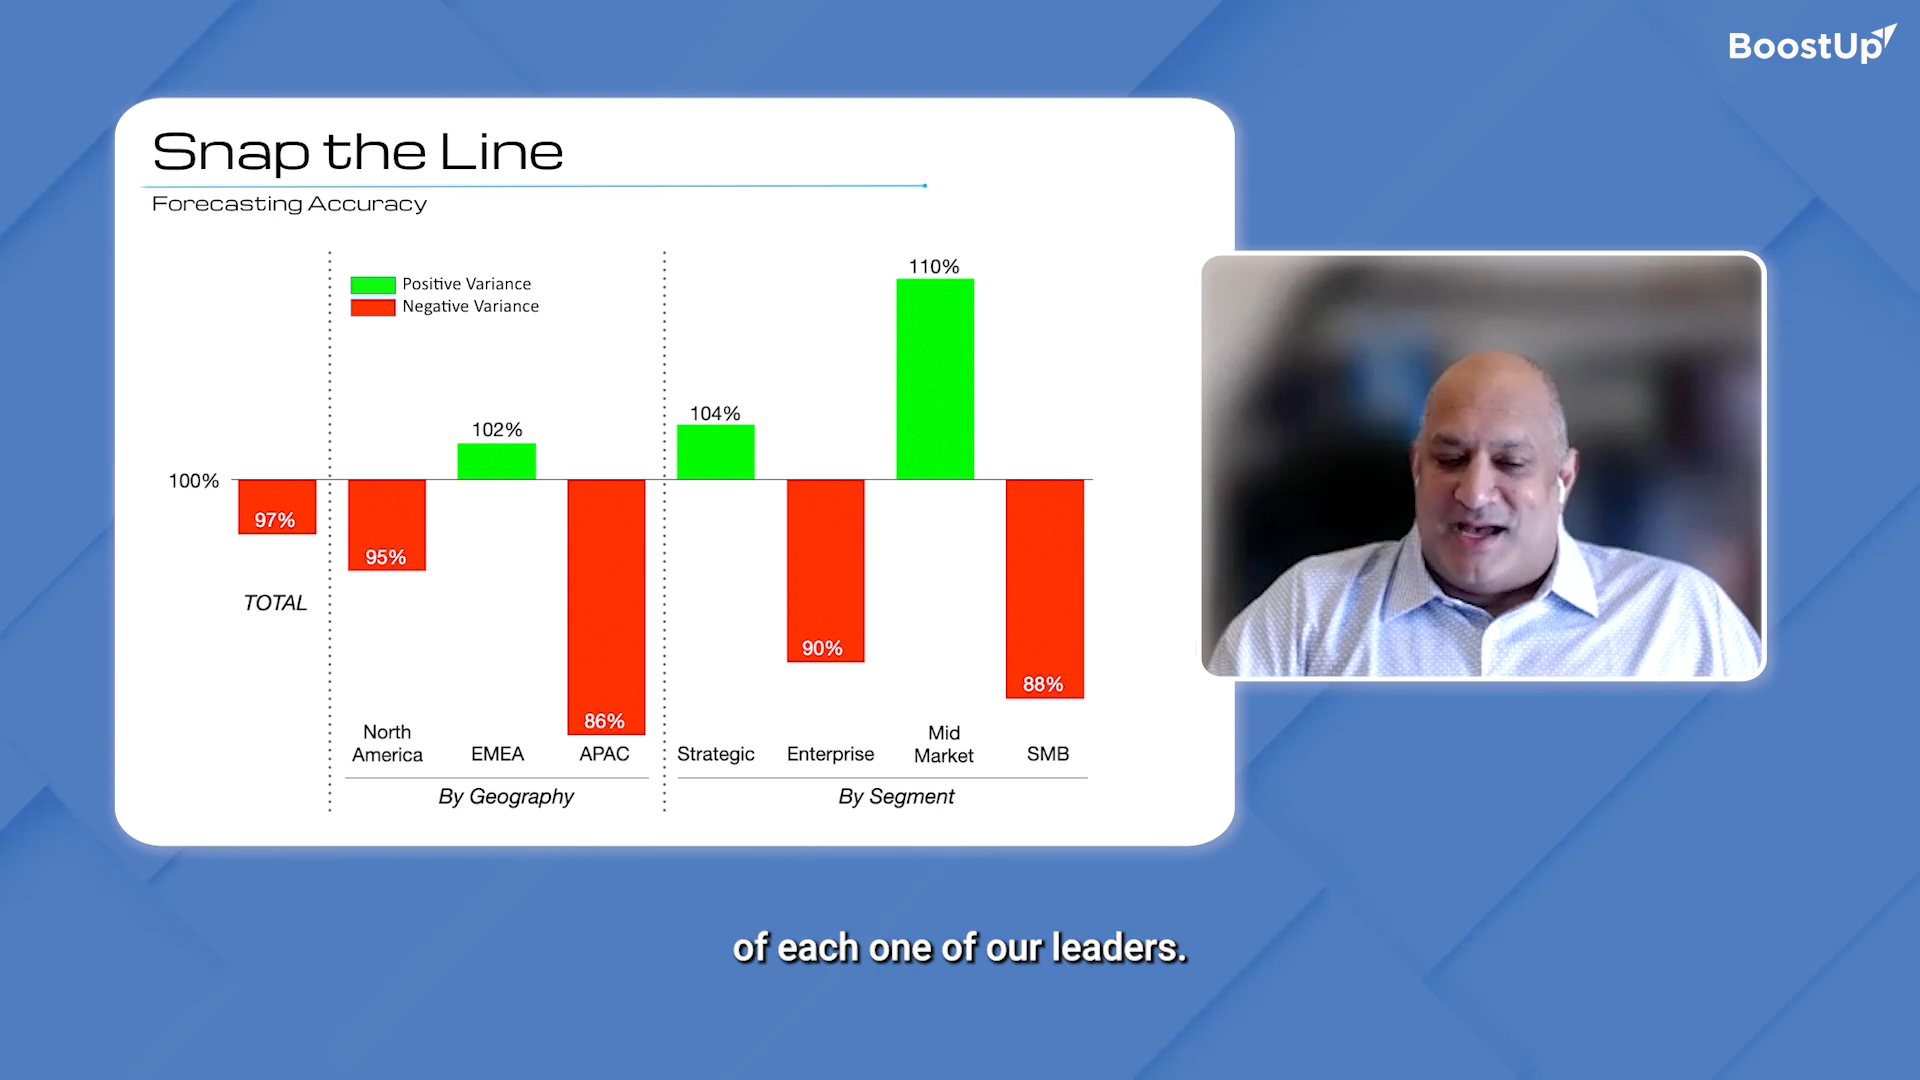 BoostUp
Snap the Line
Forecasting Accuracy
Positive Variance
Negative Variance
110%
104%
102%
100%
97%
95%
90%
88%
86%
TOTAL
North
America
EMEA
APAC
Strategic
Enterprise
Mid
Market
SMB
By Geography
By Segment
of each one of our leaders.